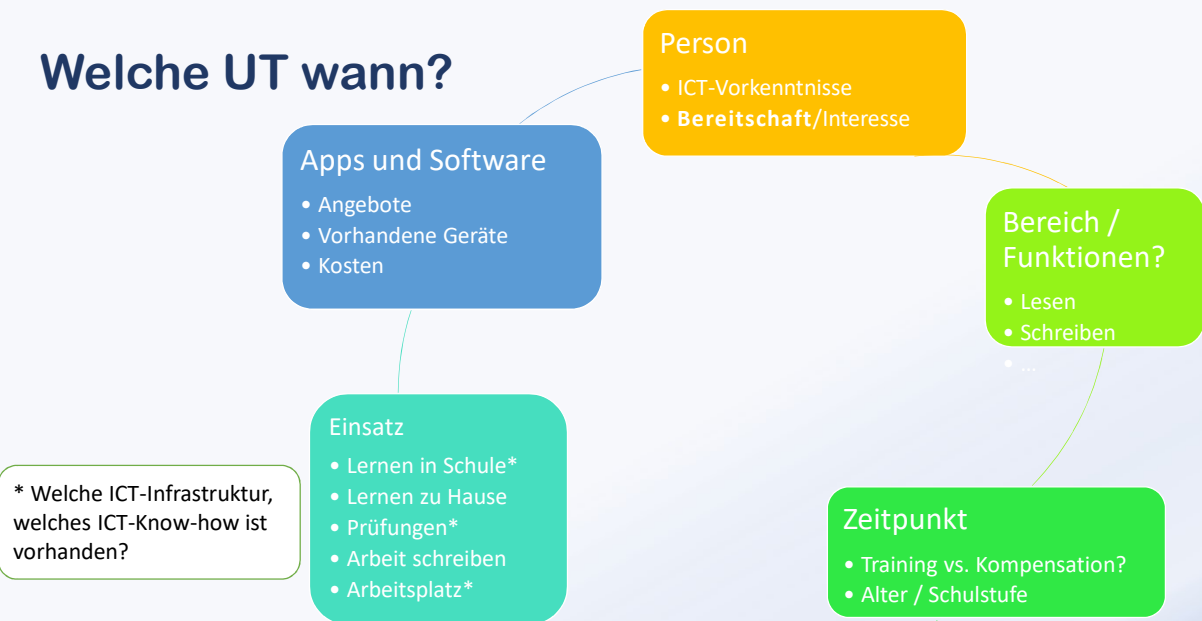 Welche UT wann?
Person
• ICT-Vorkenntnisse
• Bereitschaft/Interesse
Bereich /
Funktionen?
• Lesen
• Schreiben
• ...
Zeitpunkt
• Training vs. Kompensation?
• Alter / Schulstufe
Einsatz
• Lernen in Schule*
• Lernen zu Hause
• Prüfungen*
• Arbeit schreiben
• Arbeitsplatz*
* Welche ICT-Infrastruktur,
welches ICT-Know-how ist
vorhanden?
Apps und Software
• Angebote
• Vorhandene Geräte
• Kosten